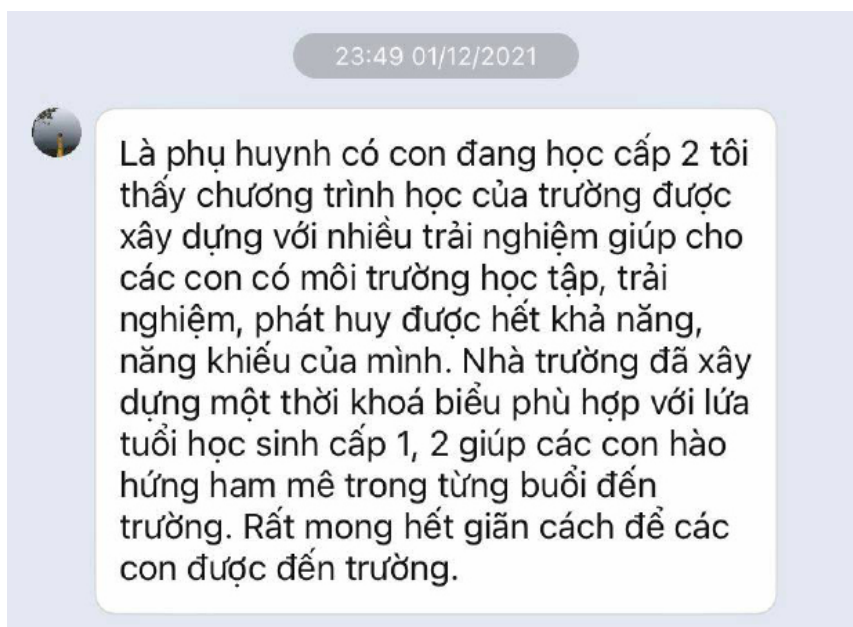 23:49 01/12/2021
Là phụ huynh có con đang học cấp 2 tôi
thấy chương trình học của trường được
xây dựng với nhiều trải nghiệm giúp cho
các con có môi trường học tập, trải
nghiệm, phát huy được hết khả năng,
năng khiếu của mình. Nhà trường đã xây
dựng một thời khoá biểu phù hợp với lứa
tuổi học sinh cấp 1, 2 giúp các con hào
hứng ham mê trong từng buổi đến
trường. Rất mong hết giãn cách để các
con được đến trường.